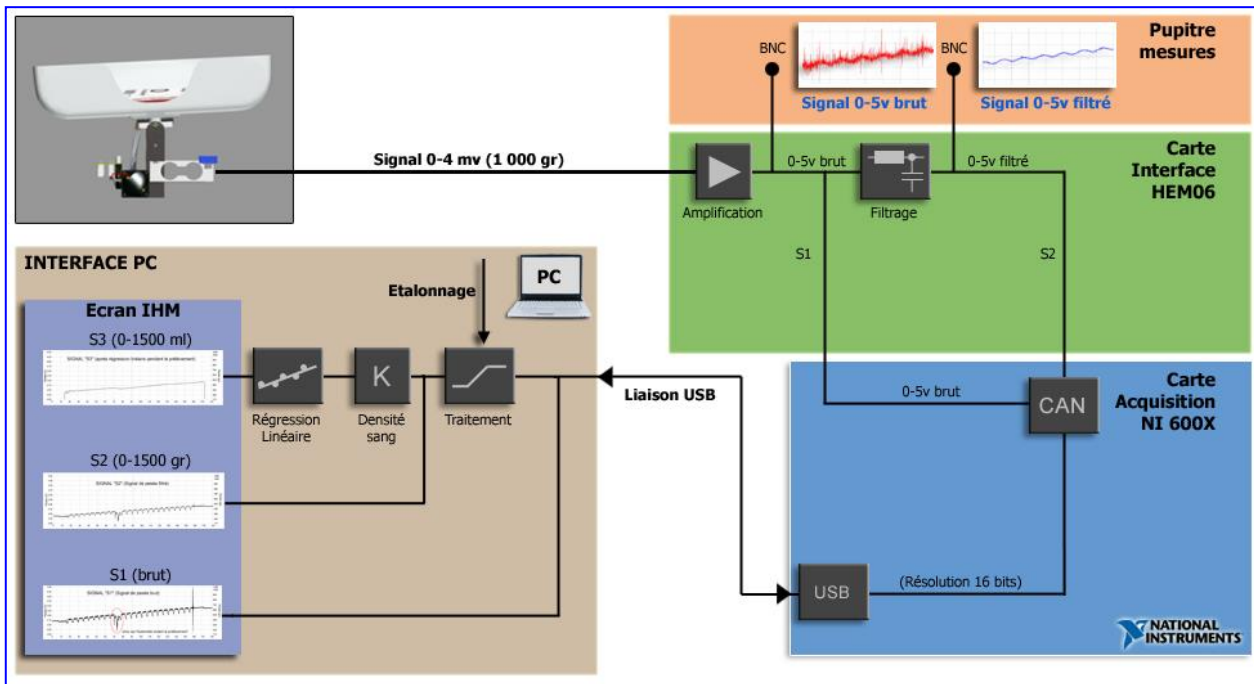 Pupitre
mesures
BNC
BNC
Signal 0-5v brut
Signal 0-5v filtré
Signal 0-4 mv (1 000 gr)
0-5v brut
0-5v filtré
Carte
Interface
HEM06
Amplification
Filtrage
S1
S2
INTERFACE PC
PC
Etalonnage
Ecran IHM
S3 (0-1500 ml)
K
Régression
Linéaire
Densité
sang
Traitement
Liaison USB
0-5v brut
CAN
Carte
Acquisition
NI 600X
S2 (0-1500 gr)
S1 (brut)
USB
(Résolution 16 bits)
NATIONAL
INSTRUMENTS